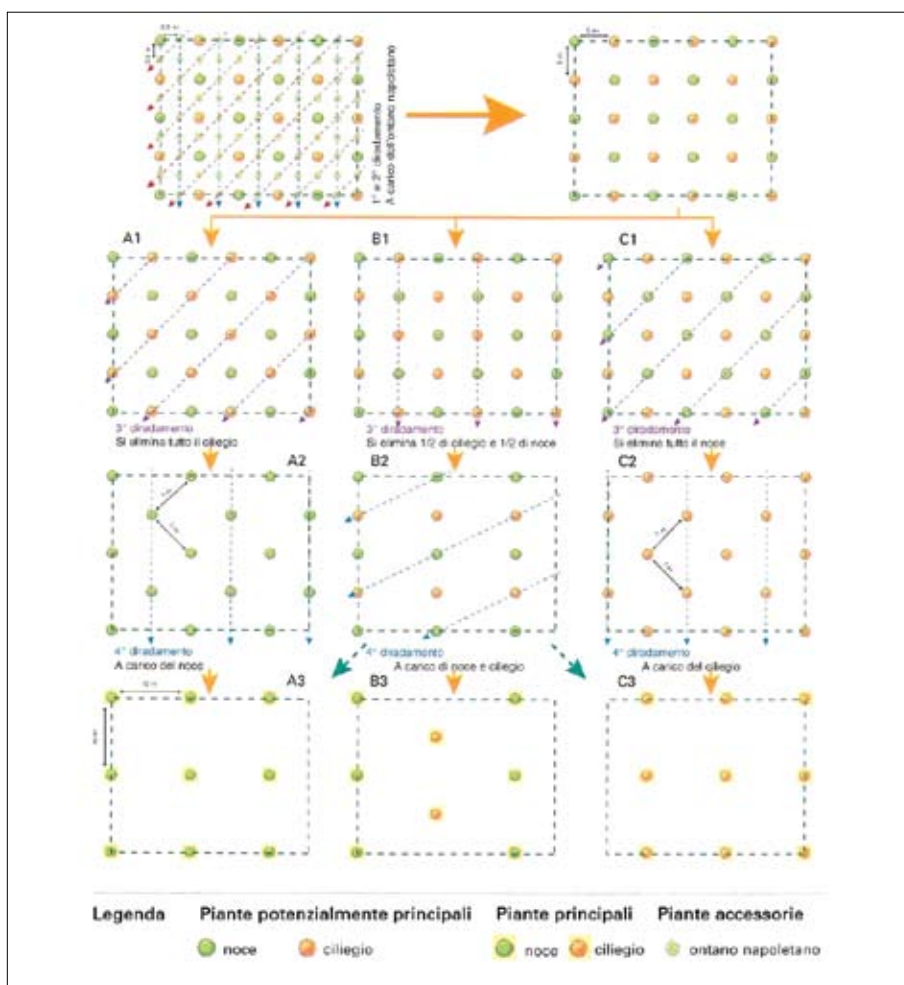 1° e 2° diradamento
A carico dell'ontano napoletano
5 m
A1
B1
C1
3° diradamento
Si elimina tutto il ciliegio
3° diradamento
Si elimina 1/2 di ciliegio e 1/2 di noce
3° diradamento
Si elimina tutto il noce
A2
B2
C2
4° diradamento
A carico del noce
4° diradamento
A carico di noce e ciliegio
4° diradamento
A carico del ciliegio
A3
B3
C3
10 m
Legenda
Piante potenzialmente principali
Piante principali
Piante accessorie
noce
ciliegio
noce
ciliegio
ontano napoletano